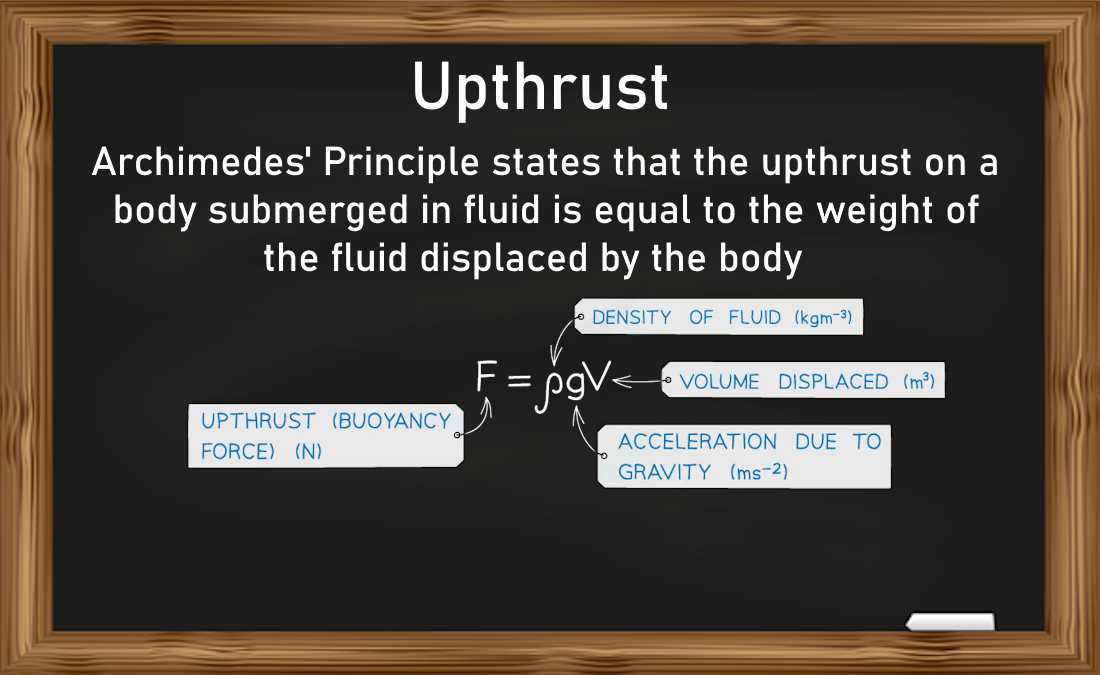 Upthrust
Archimedes' Principle states that the upthrust on a
body submerged in fluid is equal to the weight of
the fluid displaced by the body
DENSITY OF FLUID (kgm⁻³)
F = ρgV
VOLUME DISPLACED (m³)
UPTHRUST (BUOYANCY
FORCE) (N)
ACCELERATION DUE TO
GRAVITY (ms⁻²)